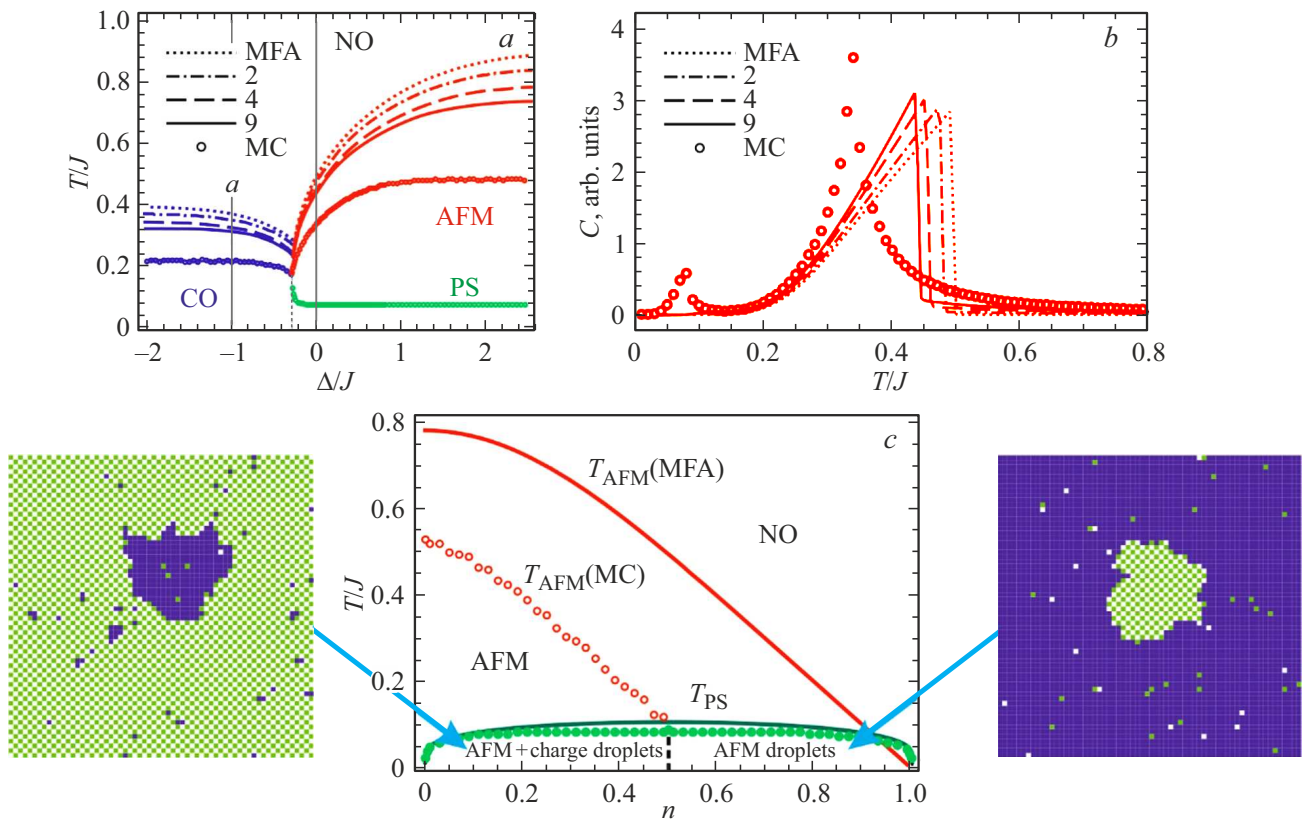 1.0
0.8
0.6
0.4
0.2
0
T/J
MFA
2
4
9
MC
NO
a
a
AFM
CO
PS
–2
–1
0
1
2
Δ/J
4
3
2
1
0
C, arb. units
MFA
2
4
9
MC
b
0
0.2
0.4
0.6
0.8
T/J
0.8
0.6
0.4
0.2
0
T/J
c
T_AFM(MFA)
NO
T_AFM(MC)
AFM
T_PS
AFM+charge droplets
AFM droplets
0
0.2
0.4
0.6
0.8
1.0
n